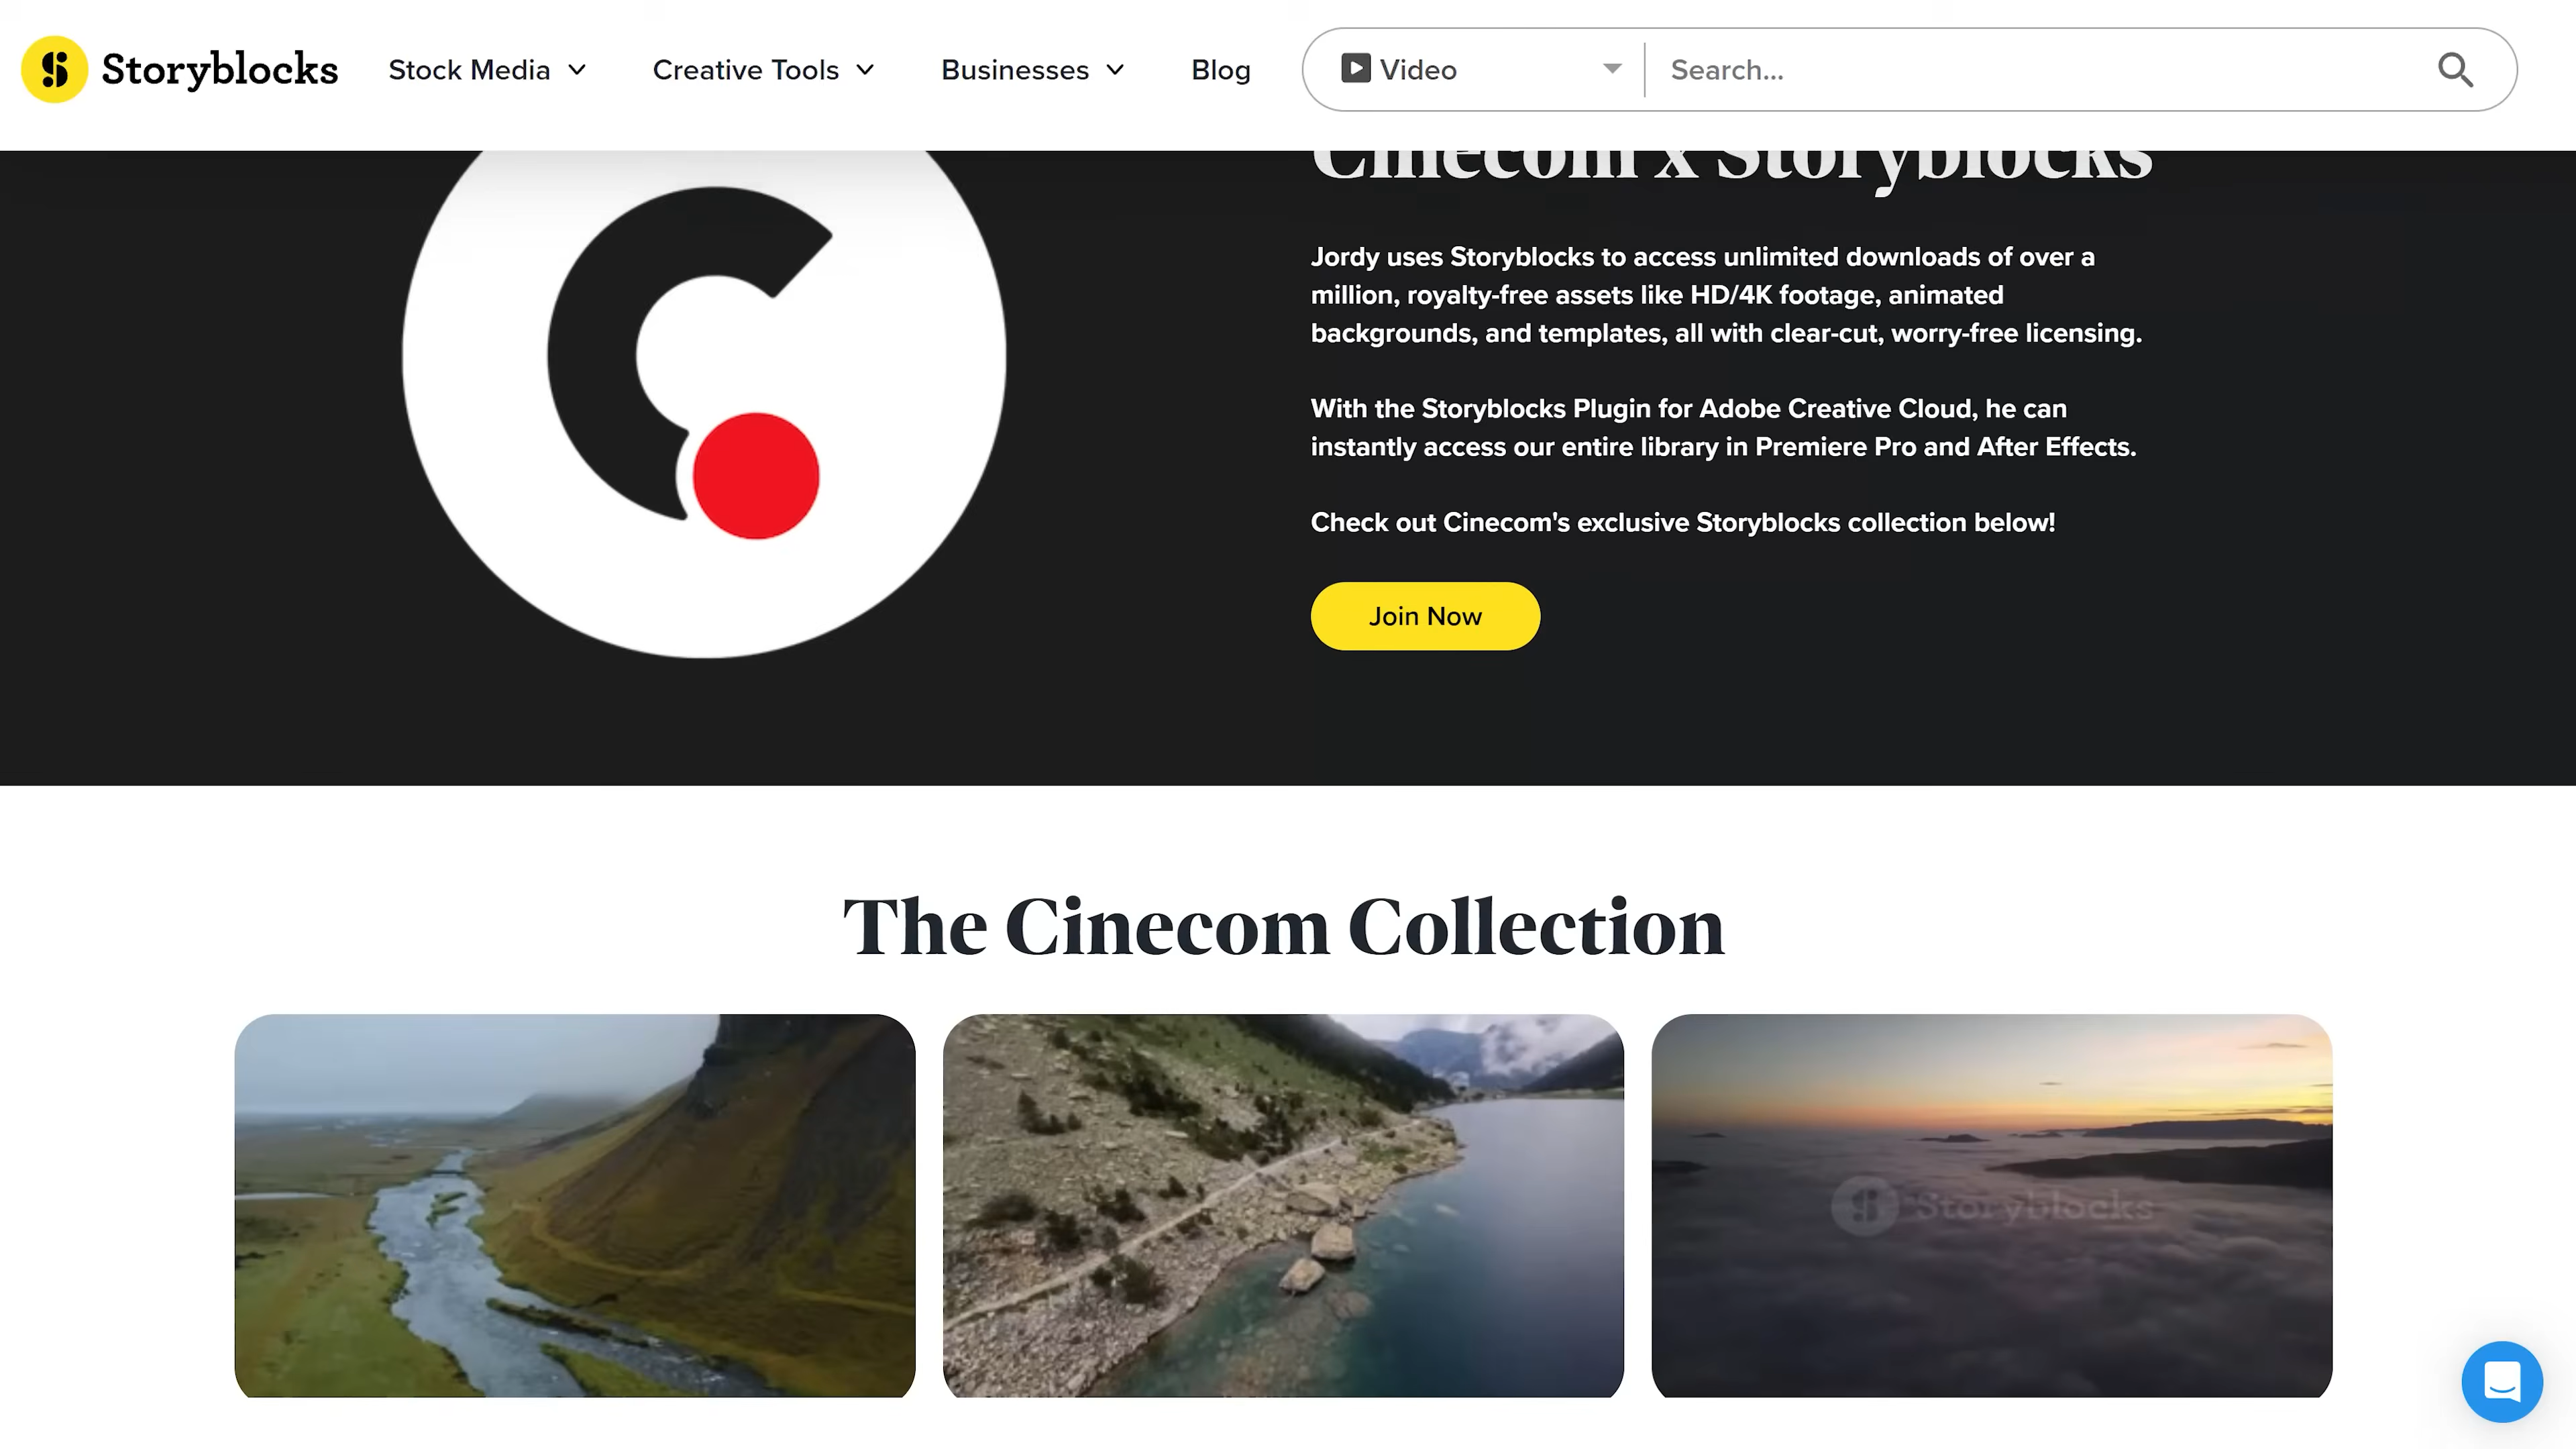 Storyblocks
Stock Media
Creative Tools
Businesses
Blog
Video
Search...
Cinecom x Storyblocks
Jordy uses Storyblocks to access unlimited downloads of over a
million, royalty-free assets like HD/4K footage, animated
backgrounds, and templates, all with clear-cut, worry-free licensing.
With the Storyblocks Plugin for Adobe Creative Cloud, he can
instantly access our entire library in Premiere Pro and After Effects.
Check out Cinecom's exclusive Storyblocks collection below!
Join Now
The Cinecom Collection
Storyblocks